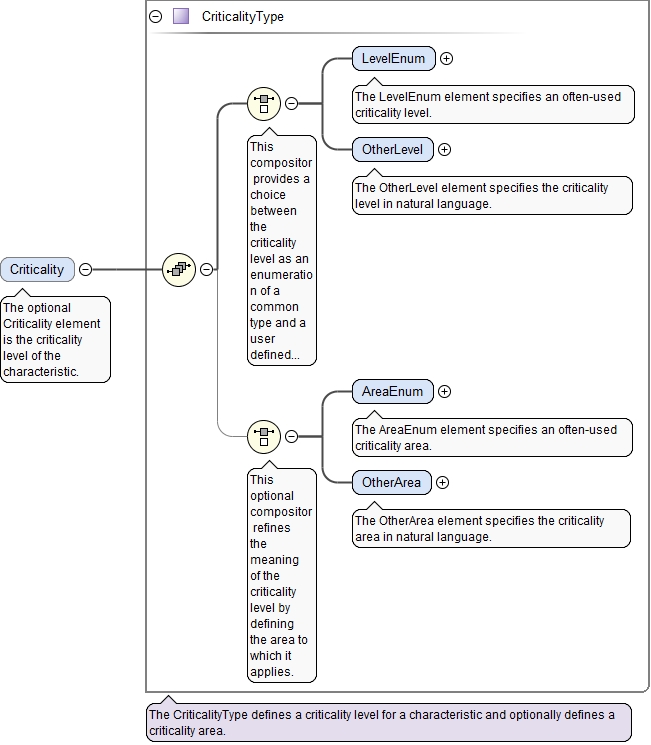 CriticalityType
LevelEnum
The LevelEnum element specifies an often-used
criticality level.
OtherLevel
The OtherLevel element specifies the criticality
level in natural language.
This
compositor
provides a
choice
between
the
criticality
level as an
enumeratio
n of a
common
type and a
user
defined...
Criticality
The optional
Criticality element
is the criticality
level of the
characteristic.
AreaEnum
The AreaEnum element specifies an often-used
criticality area.
OtherArea
The OtherArea element specifies the criticality
area in natural language.
This
optional
compositor
refines
the
meaning
of the
criticality
level by
defining
the area to
which it
applies.
The CriticalityType defines a criticality level for a characteristic and optionally defines a
criticality area.